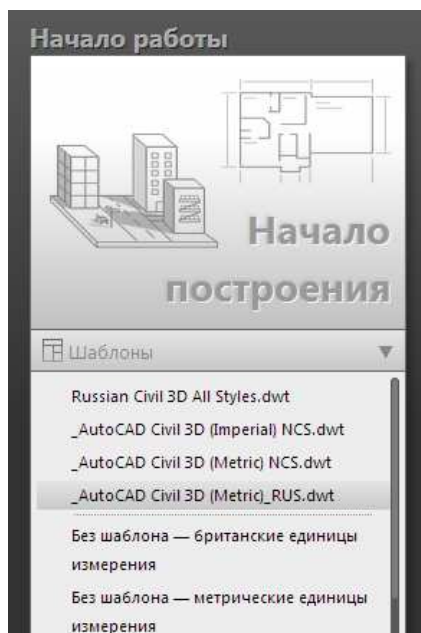 Начало работы
Начало
построения
Шаблоны
Russian Civil 3D All Styles.dwt
_AutoCAD Civil 3D (Imperial) NCS.dwt
_AutoCAD Civil 3D (Metric) NCS.dwt
_AutoCAD Civil 3D (Metric)_RUS.dwt
Без шаблона — британские единицы
измерения
Без шаблона — метрические единицы
измерения